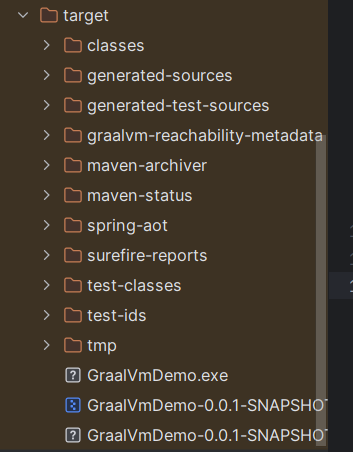 target
classes
generated-sources
generated-test-sources
graalvm-reachability-metadata
maven-archiver
maven-status
spring-aot
surefire-reports
test-classes
test-ids
tmp
GraalVmDemo.exe
GraalVmDemo-0.0.1-SNAPSHOT
GraalVmDemo-0.0.1-SNAPSHOT